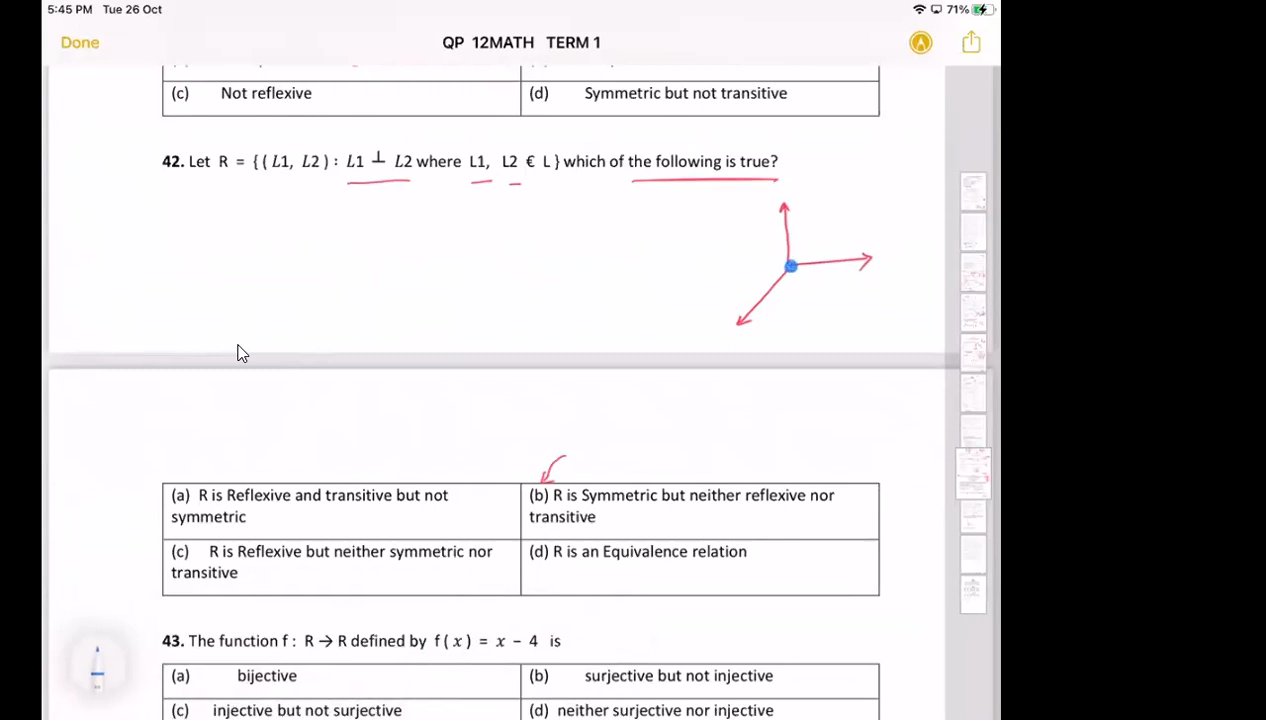 5:45 PM Tue 26 Oct
71%
Done
QP 12MATH TERM 1
(c) Not reflexive
(d) Symmetric but not transitive
42. Let R = { ( L1, L2 ) : L1 ⊥ L2 where L1, L2 € L } which of the following is true?
(a) R is Reflexive and transitive but not
symmetric
(b) R is Symmetric but neither reflexive nor
transitive
(c) R is Reflexive but neither symmetric nor
transitive
(d) R is an Equivalence relation
43. The function f : R → R defined by f ( x ) = x − 4 is
(a) bijective
(b) surjective but not injective
(c) injective but not surjective
(d) neither surjective nor injective